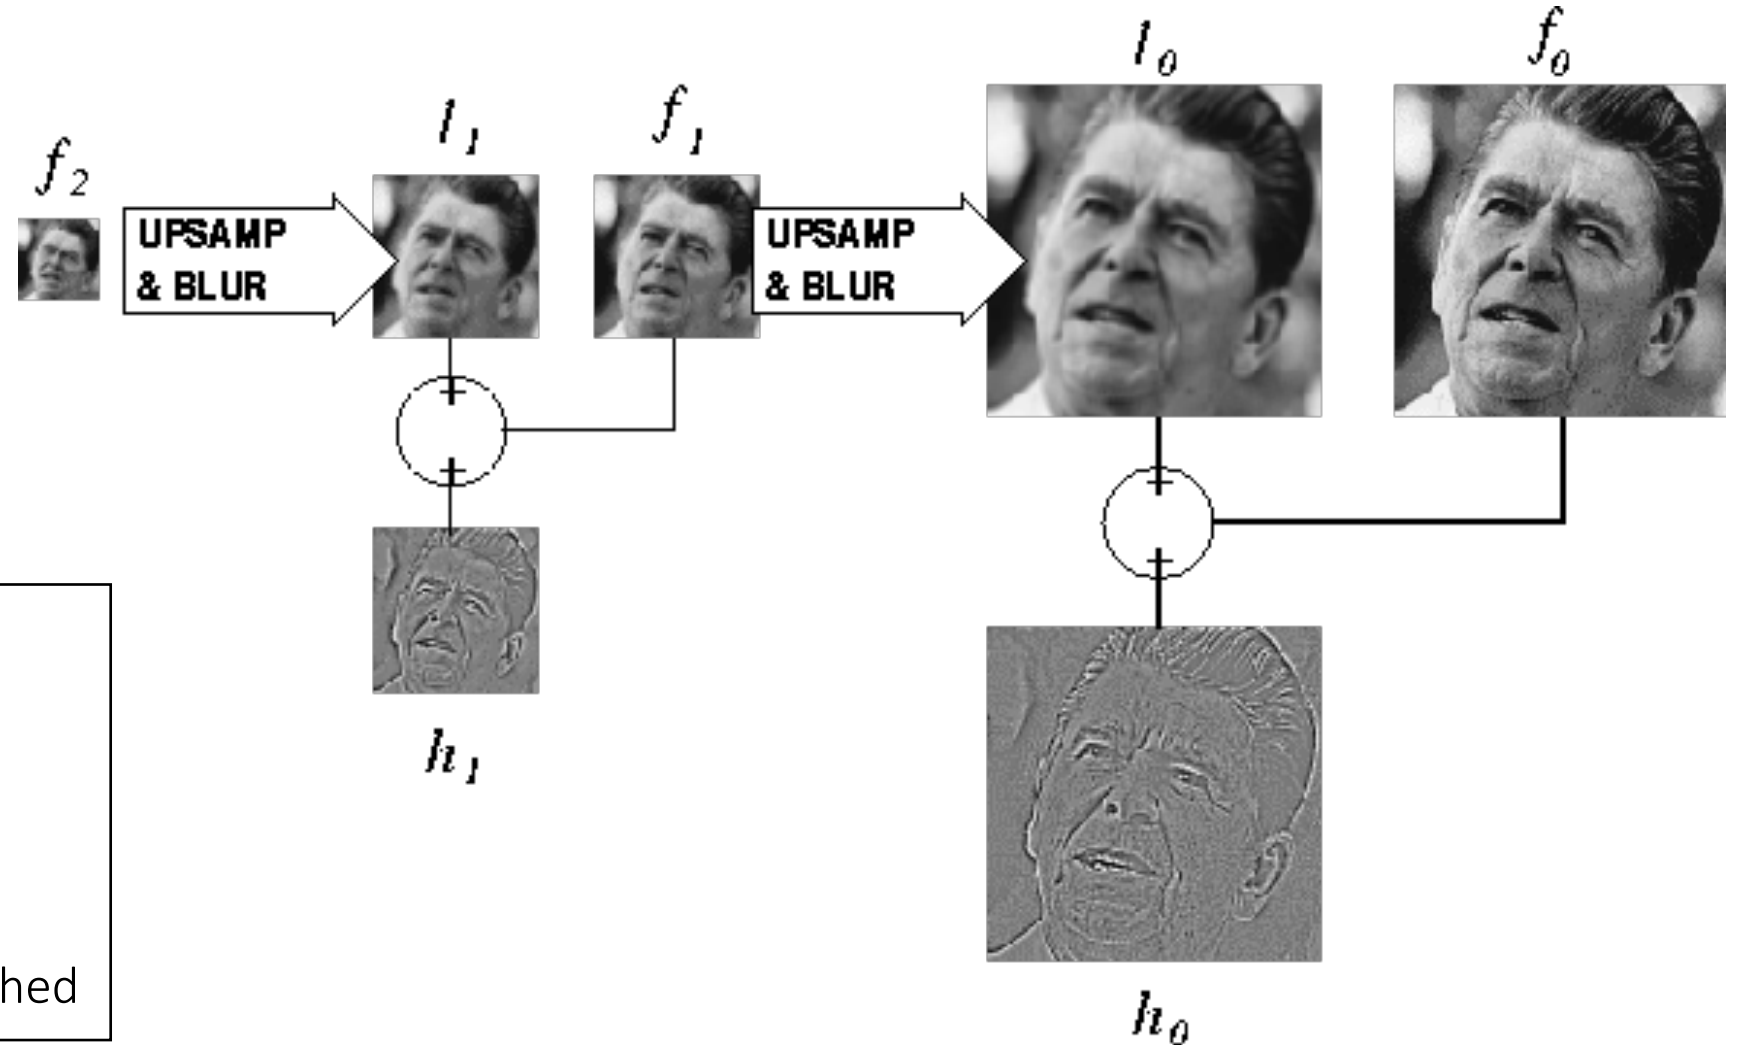 l0
f0
l1
f1
f2
UPSAMP
& BLUR
UPSAMP
& BLUR
+
+
+
+
h1
hed
h0